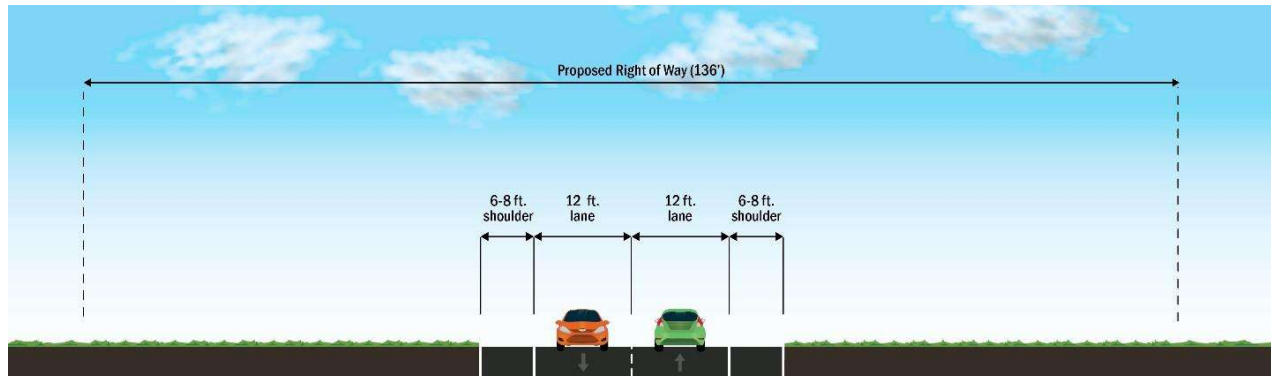 Proposed Right of Way (136')
6-8 ft.
shoulder
12 ft.
lane
12 ft.
lane
6-8 ft.
shoulder